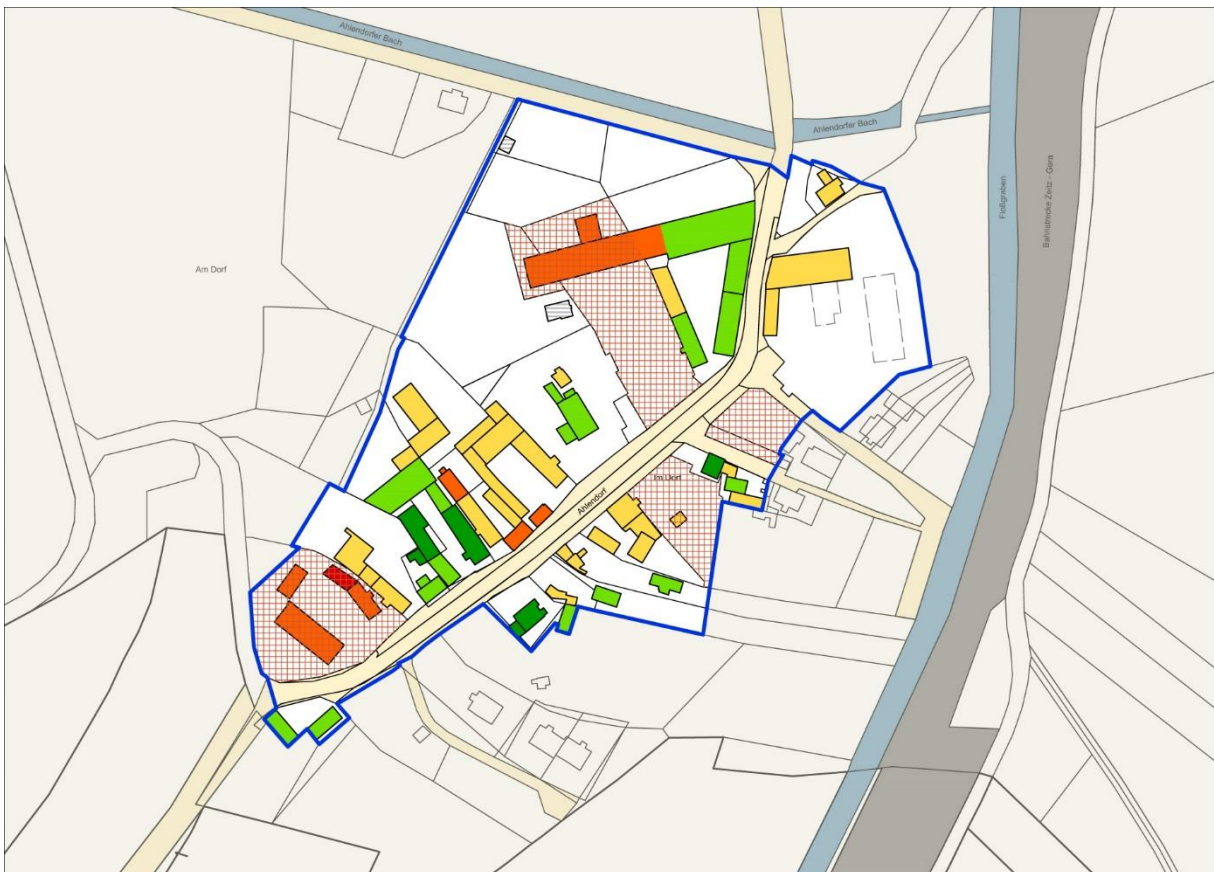 Ahlendorfer Bach
Ahlendorfer Bach
Am Dorf
Floßgraben
Bahnstrecke Zeitz - Gera
Im Dorf
Ahlendorf